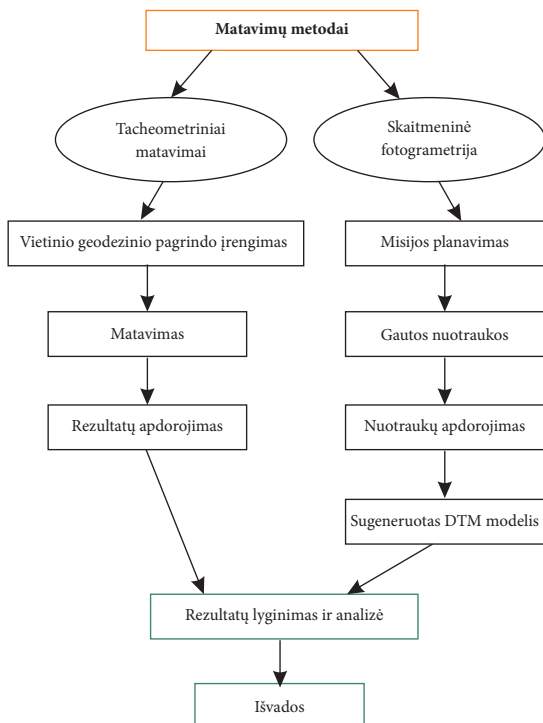 Matavimų metodai
Tacheometriniai
matavimai
Skaitmeninė
fotogrametrija
Vietinio geodezinio pagrindo įrengimas
Misijos planavimas
Matavimas
Gautos nuotraukos
Rezultatų apdorojimas
Nuotraukų apdorojimas
Sugeneruotas DTM modelis
Rezultatų lyginimas ir analizė
Išvados